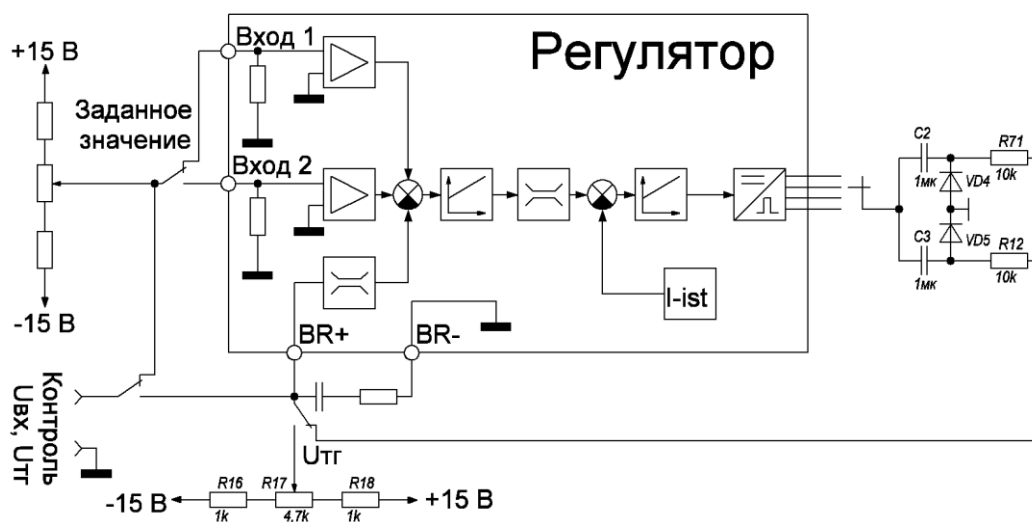 Регулятор
+15 В
Заданное
значение
-15 В
Вход 1
Вход 2
I-ist
BR+
BR-
C2
1мк
VD4
R71
10k
C3
1мк
VD5
R12
10k
Контроль
Uвх, Uтг
Uтг
-15 В
R16
1k
R17
4.7k
R18
1k
+15 В